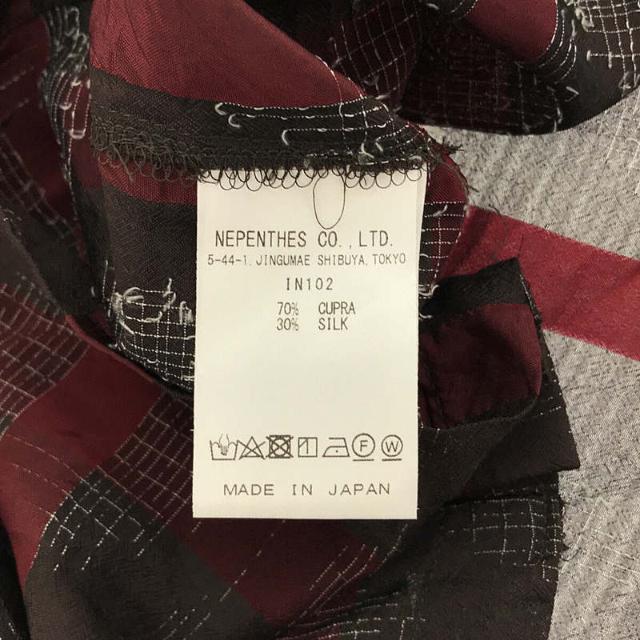 NEPENTHES CO.,LTD.
5-44-1, JINGUMAE SHIBUYA, TOKYO
IN102
70% CUPRA
30% SILK
F W
MADE IN JAPAN